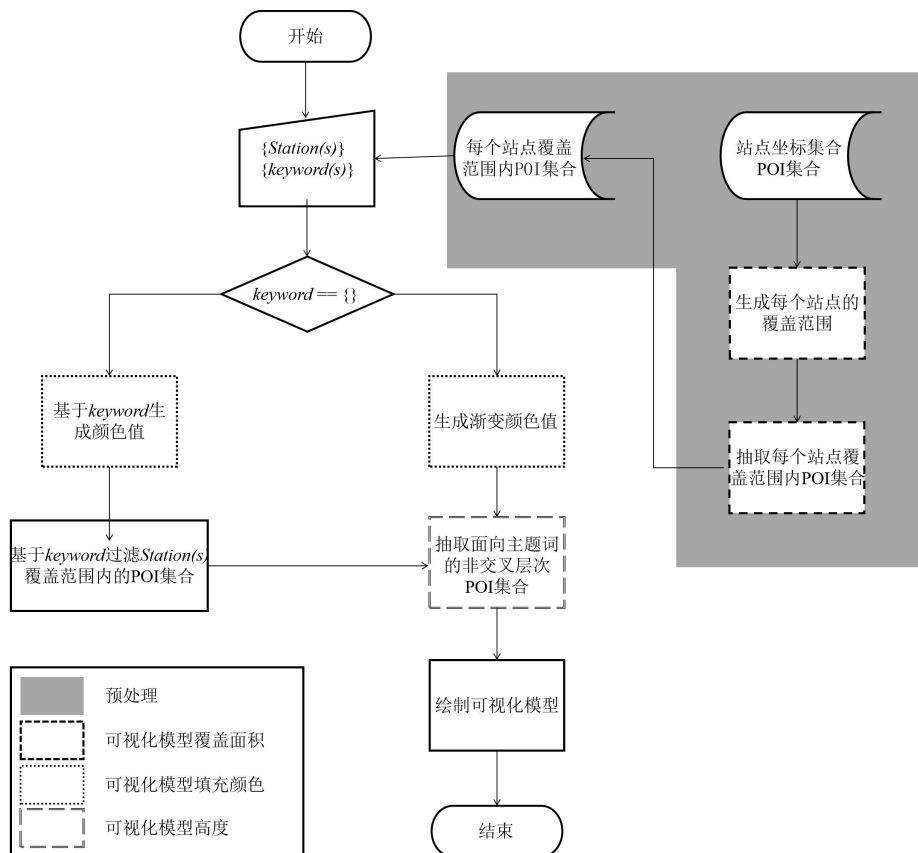 开始
{Station(s)}
{keyword(s)}
每个站点覆盖
范围内POI集合
站点坐标集合
POI集合
keyword == {}
生成每个站点的
覆盖范围
基于keyword生
成颜色值
生成渐变颜色值
抽取每个站点覆
盖范围内POI集合
基于keyword过滤Station(s)
覆盖范围内的POI集合
抽取面向主题词
的非交叉层次
POI集合
绘制可视化模型
结束
预处理
可视化模型覆盖面积
可视化模型填充颜色
可视化模型高度